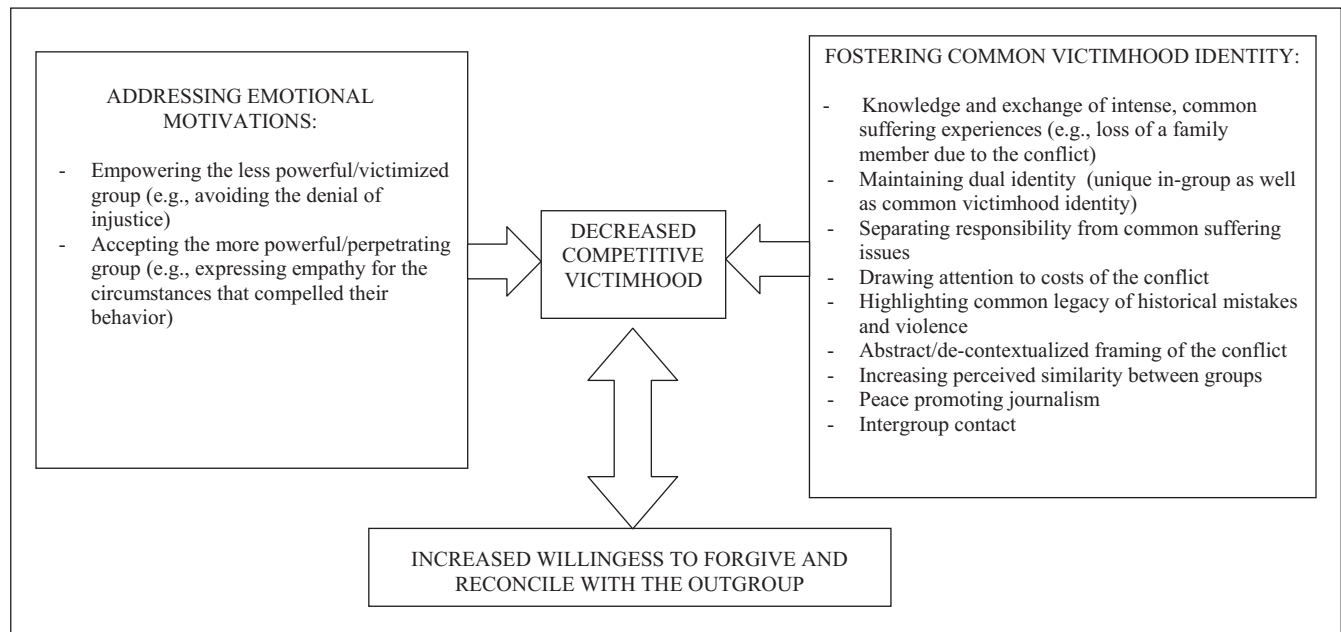 ADDRESSING EMOTIONAL
MOTIVATIONS:
- Empowering the less powerful/victimized
group (e.g., avoiding the denial of
injustice)
- Accepting the more powerful/perpetrating
group (e.g., expressing empathy for the
circumstances that compelled their
behavior)
DECREASED
COMPETITIVE
VICTIMHOOD
FOSTERING COMMON VICTIMHOOD IDENTITY:
- Knowledge and exchange of intense, common
suffering experiences (e.g., loss of a family
member due to the conflict)
- Maintaining dual identity (unique in-group as well
as common victimhood identity)
- Separating responsibility from common suffering
issues
- Drawing attention to costs of the conflict
- Highlighting common legacy of historical mistakes
and violence
- Abstract/de-contextualized framing of the conflict
- Increasing perceived similarity between groups
- Peace promoting journalism
- Intergroup contact
INCREASED WILLINGESS TO FORGIVE AND
RECONCILE WITH THE OUTGROUP